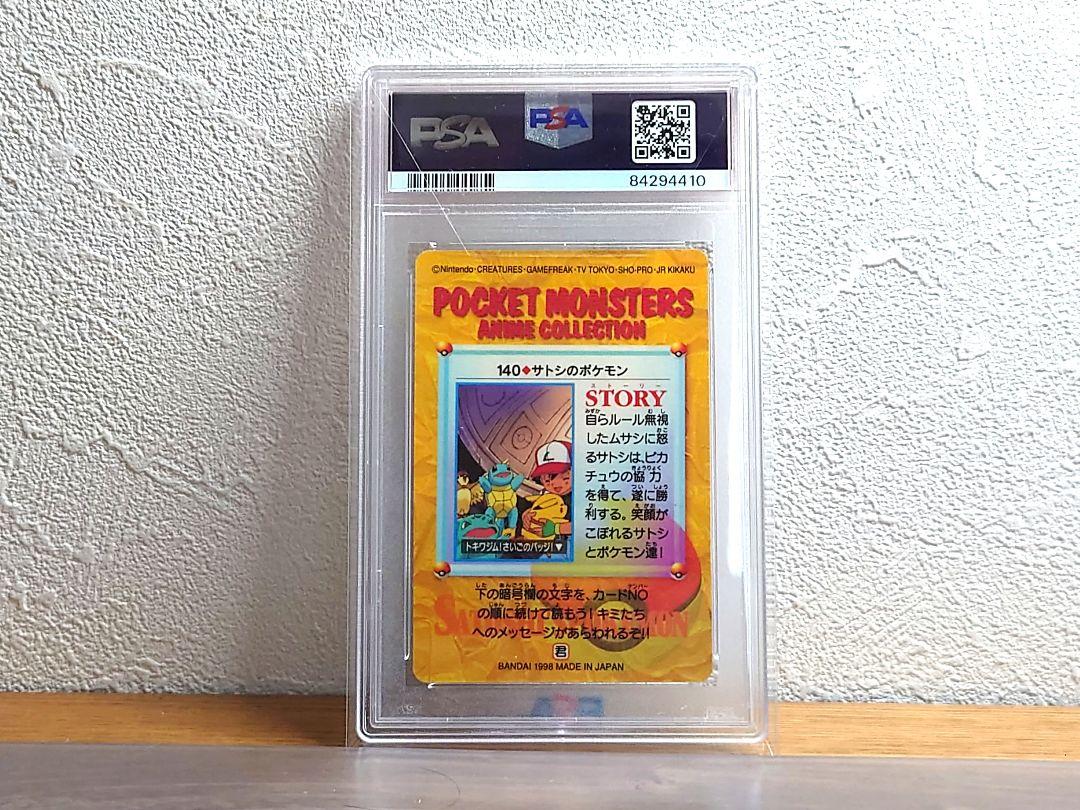 PSA
PSA
84294410
©Nintendo・CREATURES・GAMEFREAK・TV TOKYO・SHO-PRO・JR KIKAKU
POCKET MONSTERS
ANIME COLLECTION
140◆サトシのポケモン
ストーリー
STORY
自らルール無視
したムサシに怒
るサトシは、ピカ
チュウの協力
を得て、遂に勝
利する。笑顔が
こぼれるサトシ
とポケモン達!
トキワジム!さいごのバッジ!▼
下の暗号欄の文字を、カードNO
の順に続けて読もう!キミたち
へのメッセージがあらわれるぞ!!
君
BANDAI 1998 MADE IN JAPAN